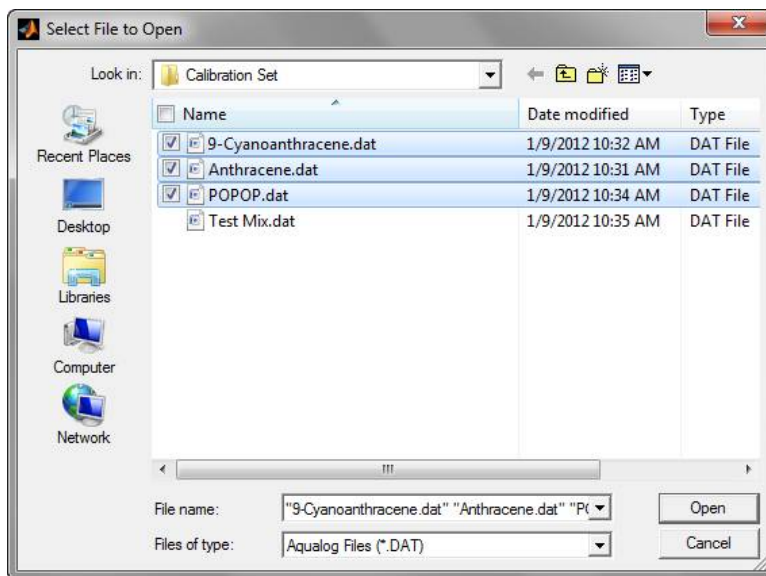 Select File to Open
Look in: Calibration Set
Name Date modified Type
9-Cyanoanthracene.dat 1/9/2012 10:32 AM DAT File
Anthracene.dat 1/9/2012 10:31 AM DAT File
POPOP.dat 1/9/2012 10:34 AM DAT File
Test Mix.dat 1/9/2012 10:35 AM DAT File
Recent Places
Desktop
Libraries
Computer
Network
File name: "9-Cyanoanthracene.dat" "Anthracene.dat" "P( Open
Files of type: Aqualog Files (*.DAT) Cancel